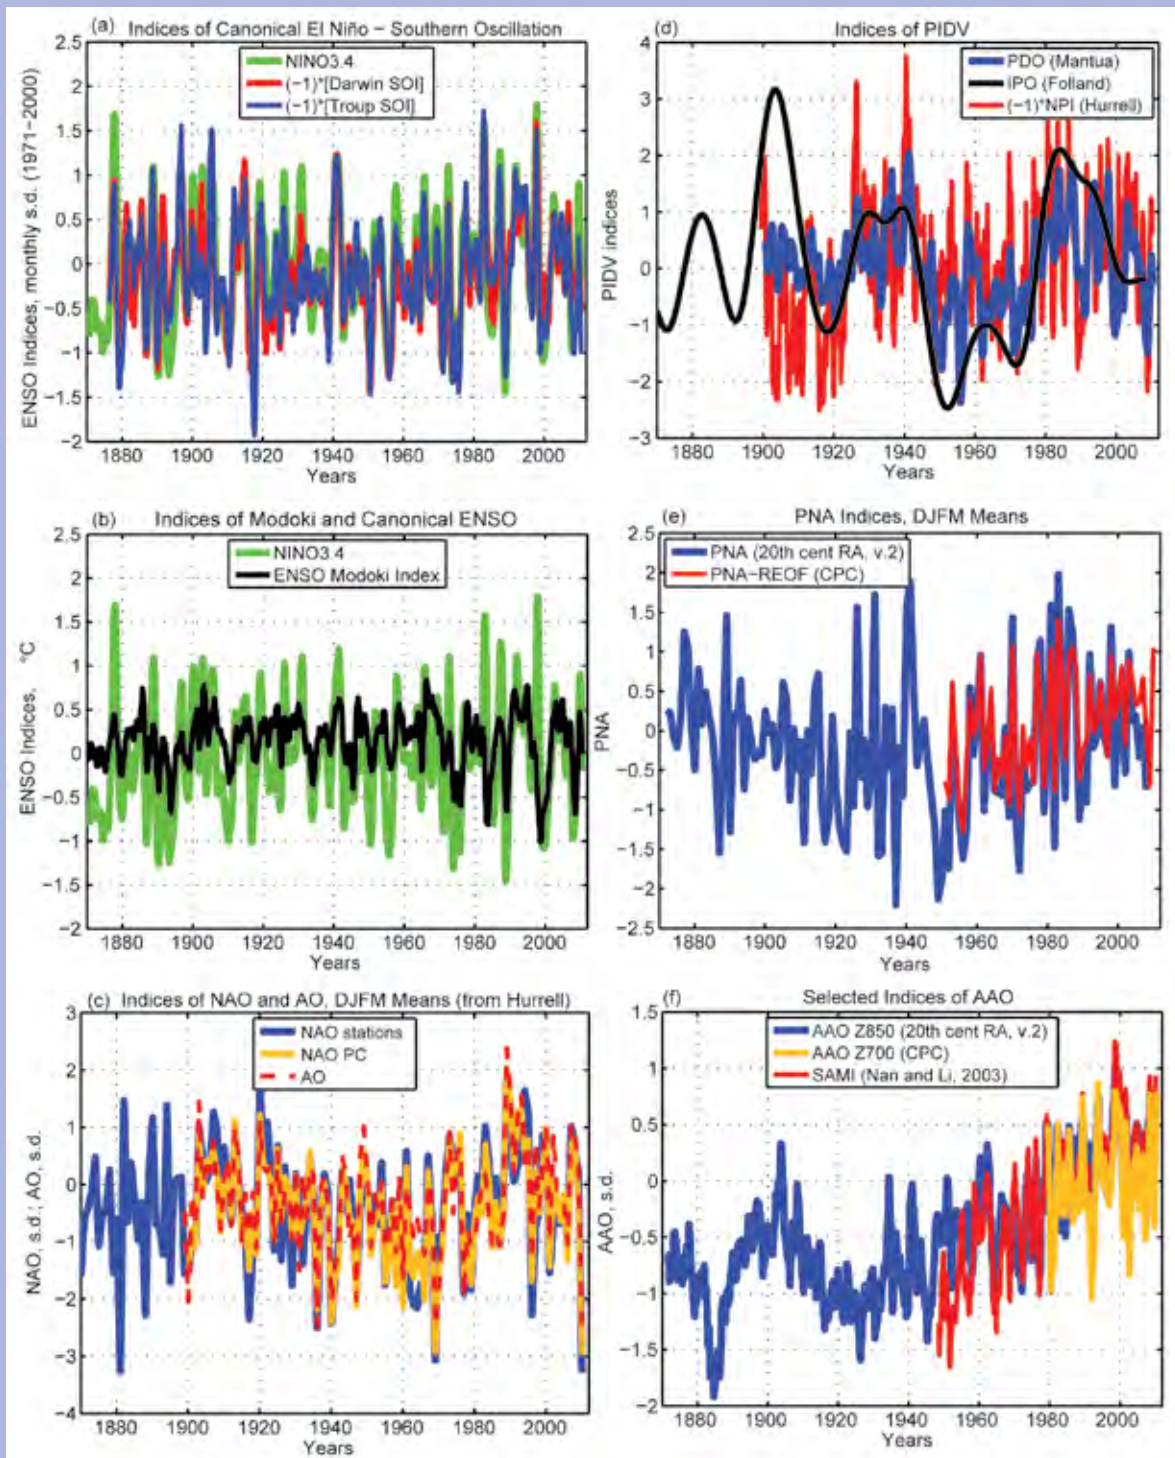 (a) Indices of Canonical El Niño – Southern Oscillation
NINO3.4
(−1)*[Darwin SOI]
(−1)*[Troup SOI]
ENSO Indices, monthly s.d. (1971−2000)
2.5
2
1.5
1
0.5
0
−0.5
−1
−1.5
−2
1880 1900 1920 1940 1960 1980 2000
Years
(d) Indices of PIDV
PDO (Mantua)
IPO (Folland)
(−1)*NPI (Hurrell)
PIDV indices
4
3
2
1
0
−1
−2
−3
1880 1900 1920 1940 1960 1980 2000
Years
(b) Indices of Modoki and Canonical ENSO
NINO3.4
ENSO Modoki Index
ENSO Indices, °C
2.5
2
1.5
1
0.5
0
−0.5
−1
−1.5
−2
1880 1900 1920 1940 1960 1980 2000
Years
(e) PNA Indices, DJFM Means
PNA (20th cent RA, v.2)
PNA−REOF (CPC)
PNA
2.5
2
1.5
1
0.5
0
−0.5
−1
−1.5
−2
−2.5
1880 1900 1920 1940 1960 1980 2000
Years
(c) Indices of NAO and AO, DJFM Means (from Hurrell)
NAO stations
NAO PC
AO
NAO, s.d.; AO, s.d.
3
2
1
0
−1
−2
−3
−4
1880 1900 1920 1940 1960 1980 2000
Years
(f) Selected Indices of AAO
AAO Z850 (20th cent RA, v.2)
AAO Z700 (CPC)
SAMI (Nan and Li, 2003)
AAO, s.d.
1.5
1
0.5
0
−0.5
−1
−1.5
−2
1880 1900 1920 1940 1960 1980 2000
Years